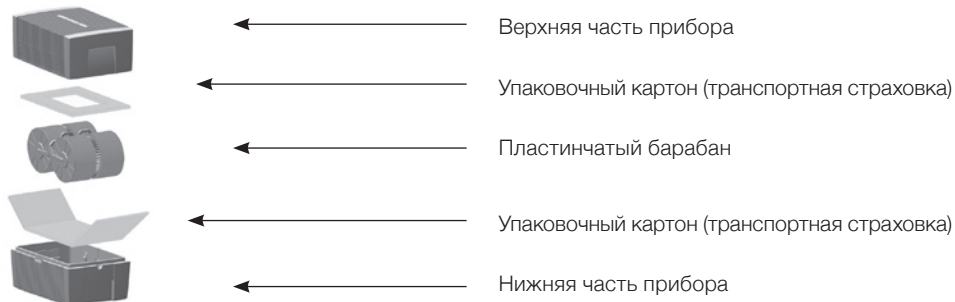 Верхняя часть прибора
Упаковочный картон (транспортная страховка)
Пластинчатый барабан
Упаковочный картон (транспортная страховка)
Нижняя часть прибора